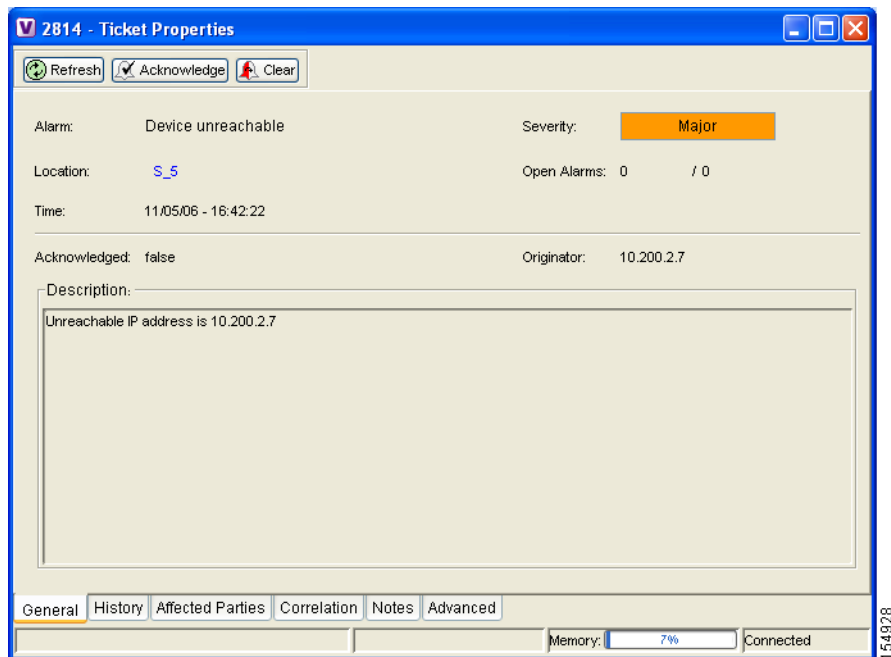 V 2814 - Ticket Properties
Refresh Acknowledge Clear
Alarm: Device unreachable Severity: Major
Location: S_5 Open Alarms: 0 / 0
Time: 11/05/06 - 16:42:22
Acknowledged: false Originator: 10.200.2.7
Description:
Unreachable IP address is 10.200.2.7
General History Affected Parties Correlation Notes Advanced
Memory: 7% Connected
154928